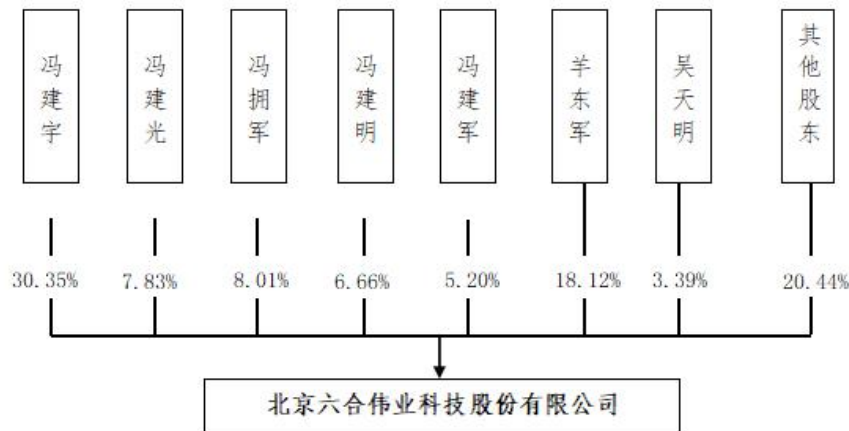 冯建宇
冯建光
冯拥军
冯建明
冯建军
羊东军
吴天明
其他股东
30.35%
7.83%
8.01%
6.66%
5.20%
18.12%
3.39%
20.44%
北京六合伟业科技股份有限公司